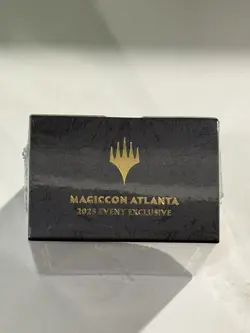 MAGICCON ATLANTA
2025 EVENT EXCLUSIVE